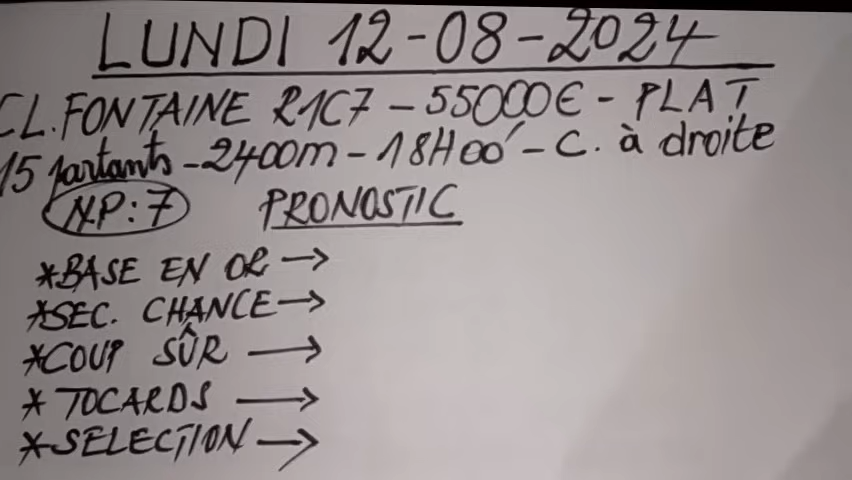 LUNDI 12-08-2024
CL.FONTAINE R1C7-55000€-PLAT
15 partants-2400m-18H00'-C. à droite
N.P:7 PRONOSTIC
*BASE EN OR→
*SEC. CHANCE→
*COUP SÛR→
*TOCARDS→
*SELECTION→